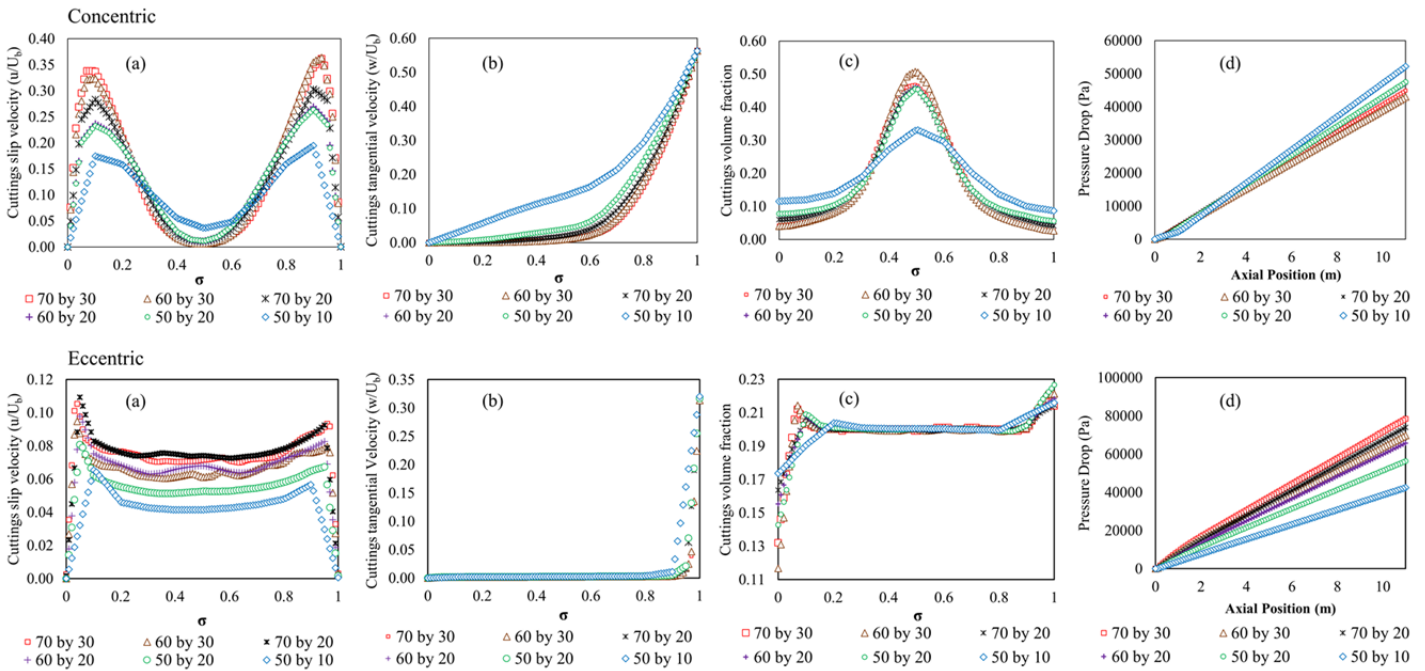 Concentric
Cuttings slip velocity (u/U_b)
0.40
0.35
0.30
0.25
0.20
0.15
0.10
0.05
0.00
(a)
0 0.2 0.4 0.6 0.8 1
σ
70 by 30 60 by 30 70 by 20
60 by 20 50 by 20 50 by 10
Cuttings tangential velocity (w/U_b)
0.60
0.40
0.20
0.00
(b)
0 0.2 0.4 0.6 0.8 1
σ
70 by 30 60 by 30 70 by 20
60 by 20 50 by 20 50 by 10
Cuttings volume fraction
0.60
0.50
0.40
0.30
0.20
0.10
0.00
(c)
0 0.2 0.4 0.6 0.8 1
σ
70 by 30 60 by 30 70 by 20
60 by 20 50 by 20 50 by 10
Pressure Drop (Pa)
60000
50000
40000
30000
20000
10000
0
(d)
0 2 4 6 8 10
Axial Position (m)
70 by 30 60 by 30 70 by 20
60 by 20 50 by 20 50 by 10
Eccentric
Cuttings slip velocity (u/U_b)
0.12
0.10
0.08
0.06
0.04
0.02
0.00
(a)
0 0.2 0.4 0.6 0.8 1
σ
70 by 30 60 by 30 70 by 20
60 by 20 50 by 20 50 by 10
Cuttings tangential Velocity (w/U_b)
0.35
0.30
0.25
0.20
0.15
0.10
0.05
0.00
(b)
0 0.2 0.4 0.6 0.8 1
σ
70 by 30 60 by 30 70 by 20
60 by 20 50 by 20 50 by 10
Cuttings volume fraction
0.23
0.21
0.19
0.17
0.15
0.13
0.11
(c)
0 0.2 0.4 0.6 0.8 1
σ
70 by 30 60 by 30 70 by 20
60 by 20 50 by 20 50 by 10
Pressure Drop (Pa)
100000
80000
60000
40000
20000
0
(d)
0 2 4 6 8 10
Axial Position (m)
70 by 30 60 by 30 70 by 20
60 by 20 50 by 20 50 by 10